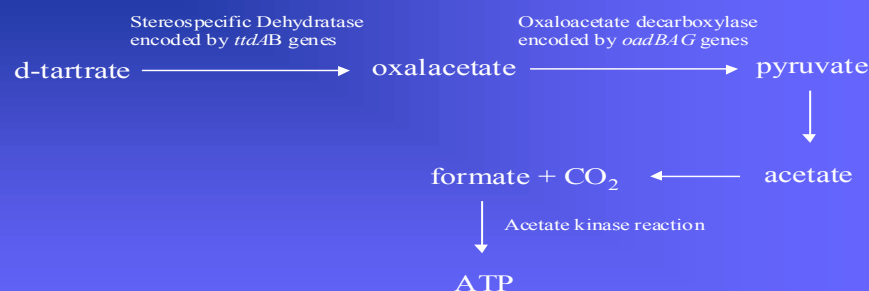 Stereospecific Dehydratase
encoded by ttdAB genes
Oxaloacetate decarboxylase
encoded by oadBAG genes
d-tartrate
oxalacetate
pyruvate
formate + CO₂
acetate
Acetate kinase reaction
ATP